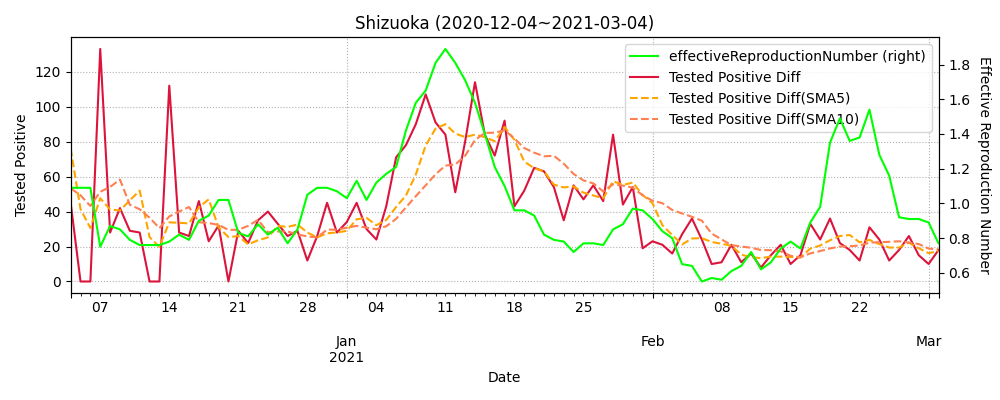 Shizuoka (2020-12-04~2021-03-04)
effectiveReproductionNumber (right)
Tested Positive Diff
Tested Positive Diff(SMA5)
Tested Positive Diff(SMA10)
Tested Positive
120
100
80
60
40
20
0
1.8
1.6
1.4
1.2
1.0
0.8
0.6
Effective Reproduction Number
07 14 21 28 04 11 18 25 08 15 22
Jan Feb Mar
2021
Date